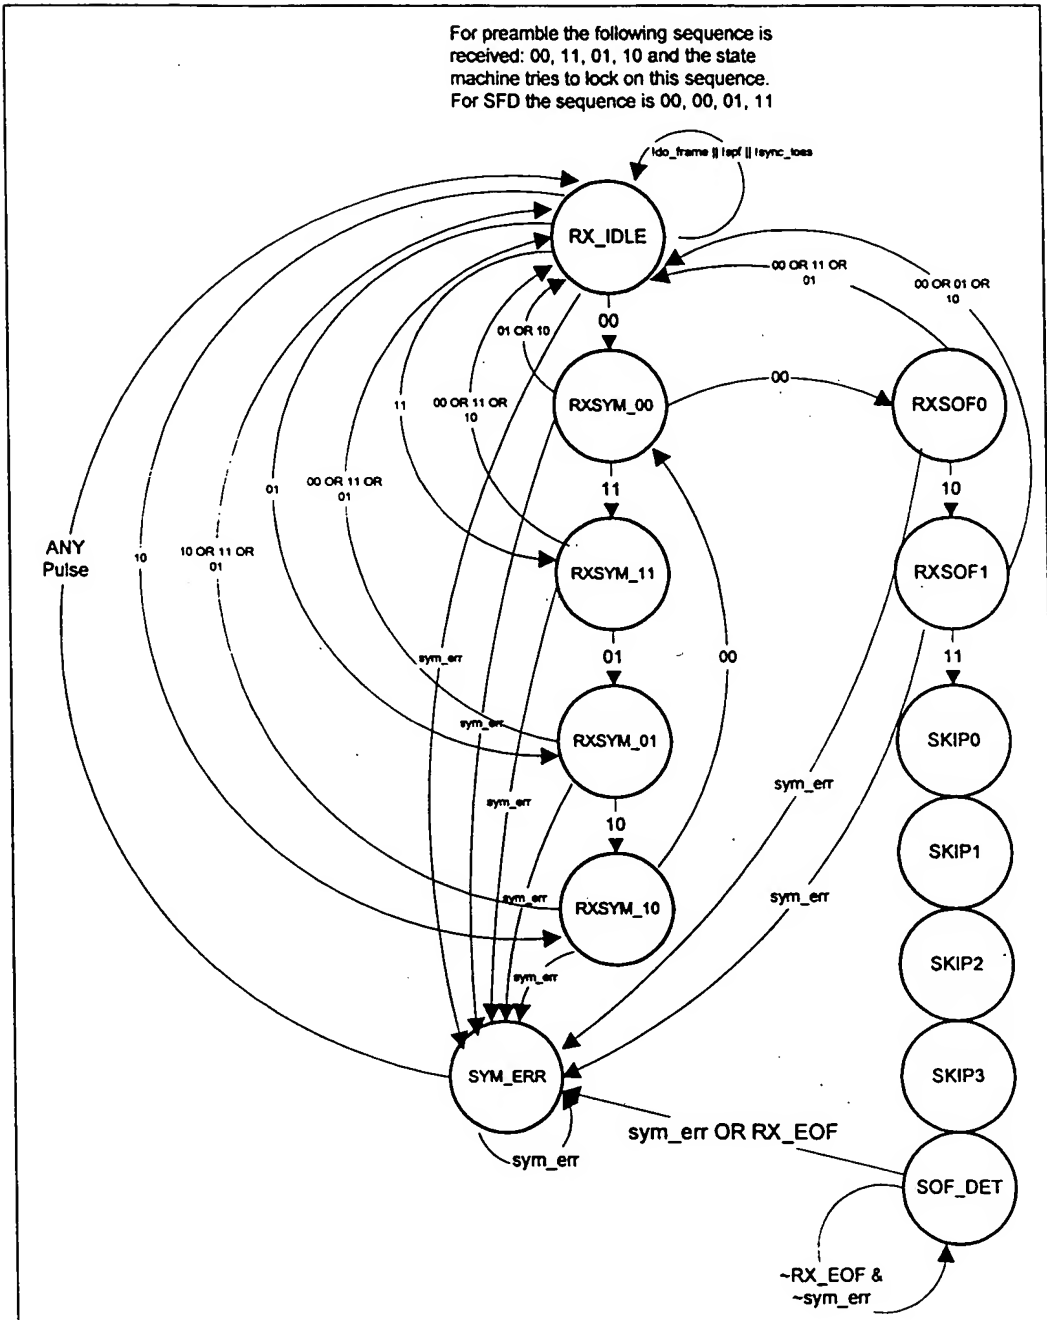 For preamble the following sequence is
received: 00, 11, 01, 10 and the state
machine tries to lock on this sequence.
For SFD the sequence is 00, 00, 01, 11
!do_frame || !spf || !sync_toss
RX_IDLE
00 OR 11 OR
01
00 OR 01 OR
10
01 OR 10
00
RXSYM_00
00
RXSOF0
11
00 OR 11 OR
10
01
00 OR 11 OR
01
11
10
ANY
Pulse
10
10 OR 11 OR
01
RXSYM_11
RXSOF1
sym_err
01
00
11
sym_err
RXSYM_01
SKIP0
sym_err
sym_err
10
SKIP1
sym_err
RXSYM_10
sym_err
sym_err
SKIP2
SYM_ERR
SKIP3
sym_err OR RX_EOF
sym_err
SOF_DET
~RX_EOF &
~sym_err